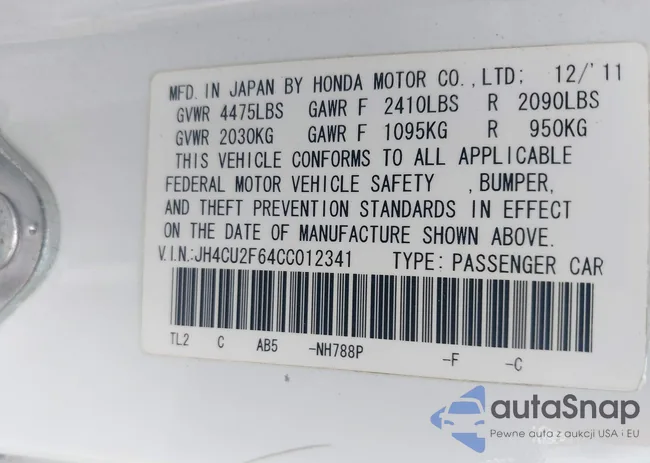 MFD. IN JAPAN BY HONDA MOTOR CO., LTD; 12/'11
GVWR 4475LBS GAWR F 2410LBS R 2090LBS
GVWR 2030KG GAWR F 1095KG R 950KG
THIS VEHICLE CONFORMS TO ALL APPLICABLE
FEDERAL MOTOR VEHICLE SAFETY , BUMPER,
AND THEFT PREVENTION STANDARDS IN EFFECT
ON THE DATE OF MANUFACTURE SHOWN ABOVE.
V.I.N.:JH4CU2F64CC012341 TYPE: PASSENGER CAR
TL2 C AB5 -NH788P -F -C
autaSnap
Pewne auta z aukcji USA i EU